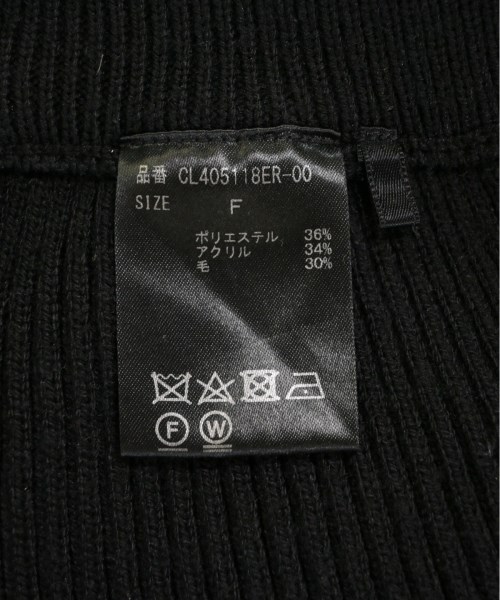 品番 CL405118ER-00
SIZE F
ポリエステル 36%
アクリル 34%
毛 30%
F W